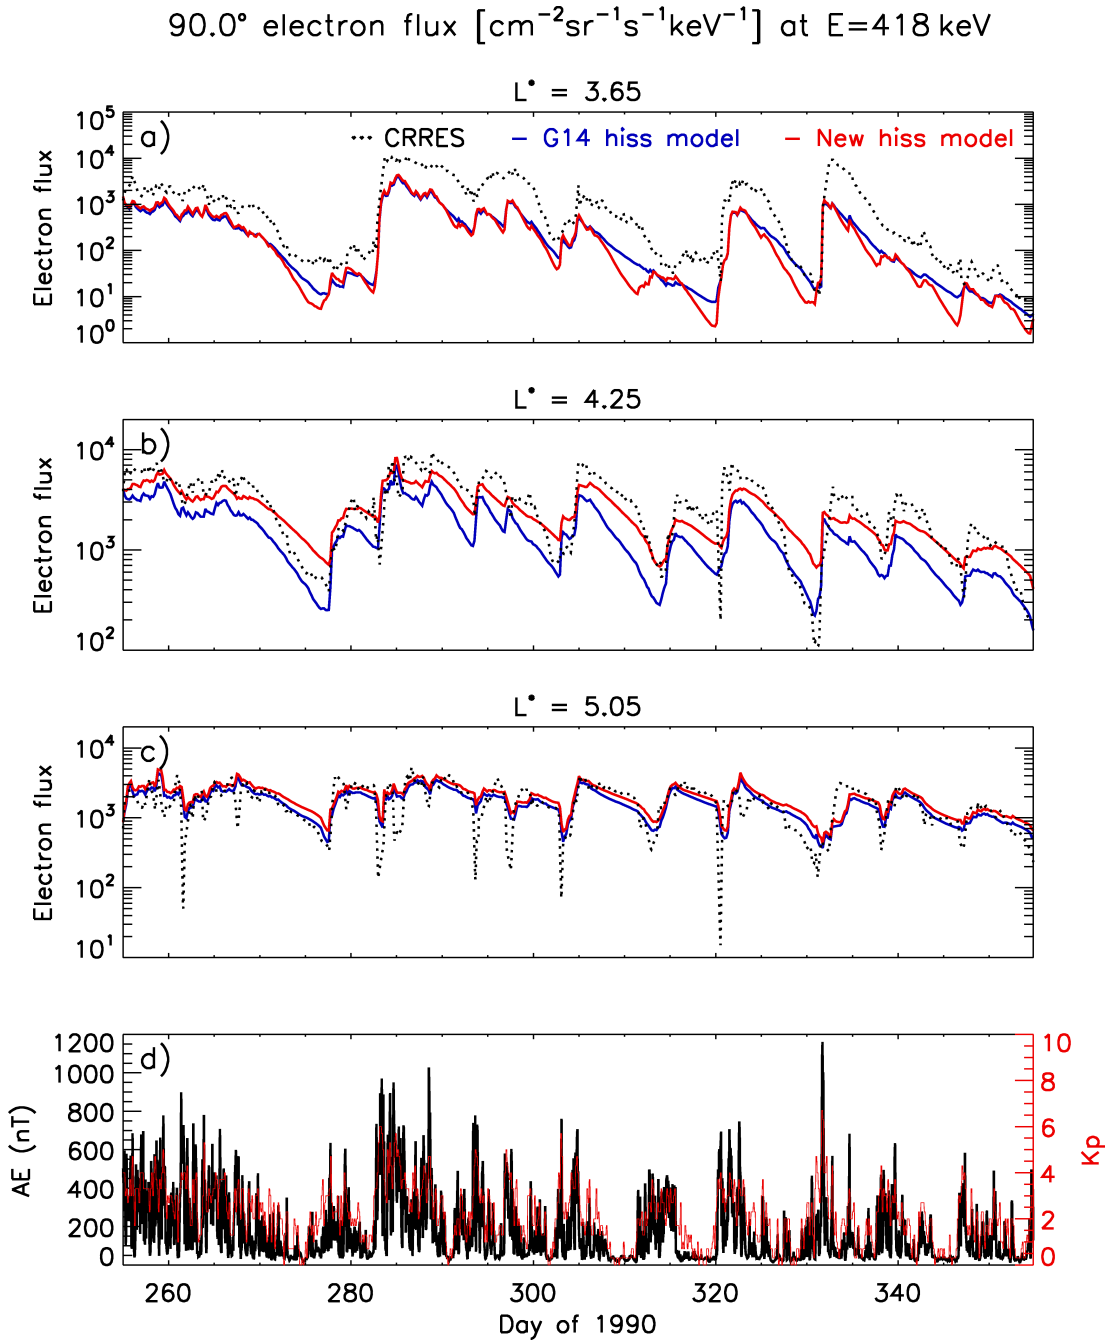 90.0° electron flux [cm⁻²sr⁻¹s⁻¹keV⁻¹] at E=418 keV
L* = 3.65
a)
CRRES
G14 hiss model
New hiss model
10⁵
10⁴
10³
10²
10¹
10⁰
Electron flux
L* = 4.25
b)
10⁴
10³
10²
Electron flux
L* = 5.05
c)
10⁴
10³
10²
10¹
Electron flux
d)
1200
1000
800
600
400
200
0
AE (nT)
10
8
6
4
2
0
Kp
260 280 300 320 340
Day of 1990